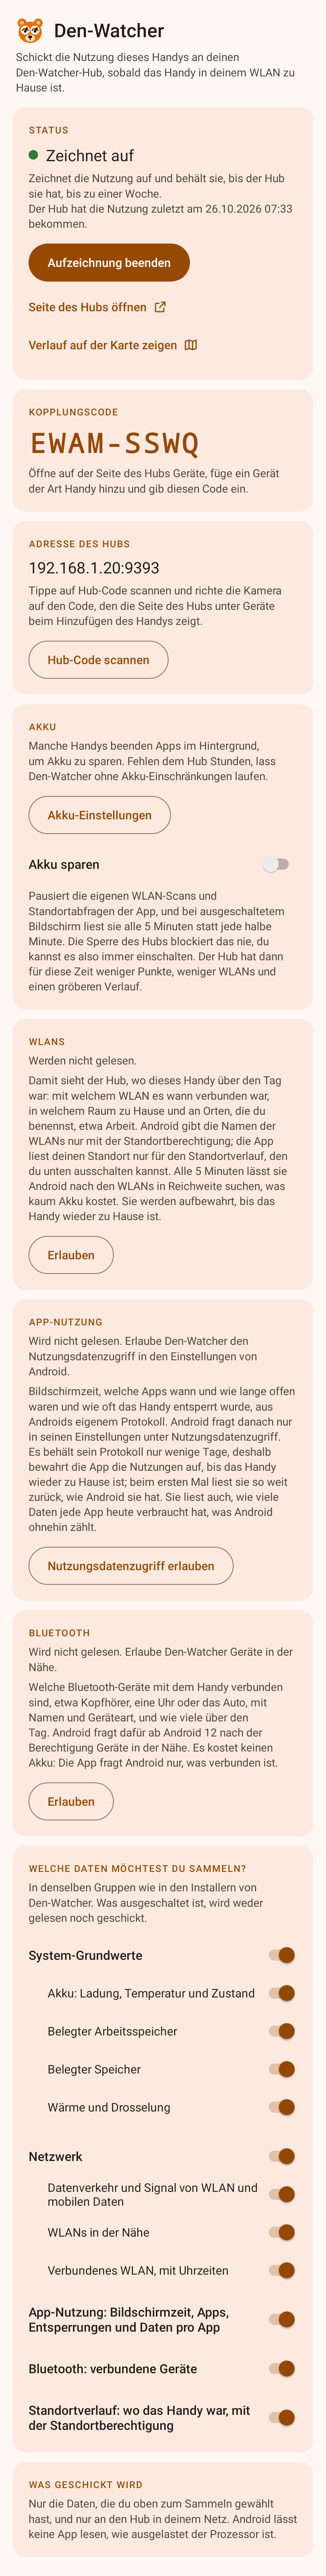 Den-Watcher
Schickt die Nutzung dieses Handys an deinen
Den-Watcher-Hub, sobald das Handy in deinem WLAN zu
Hause ist.
STATUS
Zeichnet auf
Zeichnet die Nutzung auf und behält sie, bis der Hub
sie hat, bis zu einer Woche.
Der Hub hat die Nutzung zuletzt am 26.10.2026 07:33
bekommen.
Aufzeichnung beenden
Seite des Hubs öffnen
Verlauf auf der Karte zeigen
KOPPLUNGSCODE
EWAM-SSWQ
Öffne auf der Seite des Hubs Geräte, füge ein Gerät
der Art Handy hinzu und gib diesen Code ein.
ADRESSE DES HUBS
192.168.1.20:9393
Tippe auf Hub-Code scannen und richte die Kamera
auf den Code, den die Seite des Hubs unter Geräte
beim Hinzufügen des Handys zeigt.
Hub-Code scannen
AKKU
Manche Handys beenden Apps im Hintergrund,
um Akku zu sparen. Fehlen dem Hub Stunden, lass
Den-Watcher ohne Akku-Einschränkungen laufen.
Akku-Einstellungen
Akku sparen
Pausiert die eigenen WLAN-Scans und
Standortabfragen der App, und bei ausgeschaltetem
Bildschirm liest sie alle 5 Minuten statt jede halbe
Minute. Die Sperre des Hubs blockiert das nie, du
kannst es also immer einschalten. Der Hub hat dann
für diese Zeit weniger Punkte, weniger WLANs und
einen gröberen Verlauf.
WLANS
Werden nicht gelesen.
Damit sieht der Hub, wo dieses Handy über den Tag
war: mit welchem WLAN es wann verbunden war,
in welchem Raum zu Hause und an Orten, die du
benennst, etwa Arbeit. Android gibt die Namen der
WLANs nur mit der Standortberechtigung; die App
liest deinen Standort nur für den Standortverlauf, den
du unten ausschalten kannst. Alle 5 Minuten lässt sie
Android nach den WLANs in Reichweite suchen, was
kaum Akku kostet. Sie werden aufbewahrt, bis das
Handy wieder zu Hause ist.
Erlauben
APP-NUTZUNG
Wird nicht gelesen. Erlaube Den-Watcher den
Nutzungsdatenzugriff in den Einstellungen von
Android.
Bildschirmzeit, welche Apps wann und wie lange offen
waren und wie oft das Handy entsperrt wurde, aus
Androids eigenem Protokoll. Android fragt danach nur
in seinen Einstellungen unter Nutzungsdatenzugriff.
Es behält sein Protokoll nur wenige Tage, deshalb
bewahrt die App die Nutzungen auf, bis das Handy
wieder zu Hause ist; beim ersten Mal liest sie so weit
zurück, wie Android sie hat. Sie liest auch, wie viele
Daten jede App heute verbraucht hat, was Android
ohnehin zählt.
Nutzungsdatenzugriff erlauben
BLUETOOTH
Wird nicht gelesen. Erlaube Den-Watcher Geräte in der
Nähe.
Welche Bluetooth-Geräte mit dem Handy verbunden
sind, etwa Kopfhörer, eine Uhr oder das Auto, mit
Namen und Geräteart, und wie viele über den
Tag. Android fragt dafür ab Android 12 nach der
Berechtigung Geräte in der Nähe. Es kostet keinen
Akku: Die App fragt Android nur, was verbunden ist.
Erlauben
WELCHE DATEN MÖCHTEST DU SAMMELN?
In denselben Gruppen wie in den Installern von
Den-Watcher. Was ausgeschaltet ist, wird weder
gelesen noch geschickt.
System-Grundwerte
Akku: Ladung, Temperatur und Zustand
Belegter Arbeitsspeicher
Belegter Speicher
Wärme und Drosselung
Netzwerk
Datenverkehr und Signal von WLAN und
mobilen Daten
WLANs in der Nähe
Verbundenes WLAN, mit Uhrzeiten
App-Nutzung: Bildschirmzeit, Apps,
Entsperrungen und Daten pro App
Bluetooth: verbundene Geräte
Standortverlauf: wo das Handy war, mit
der Standortberechtigung
WAS GESCHICKT WIRD
Nur die Daten, die du oben zum Sammeln gewählt
hast, und nur an den Hub in deinem Netz. Android lässt
keine App lesen, wie ausgelastet der Prozessor ist.